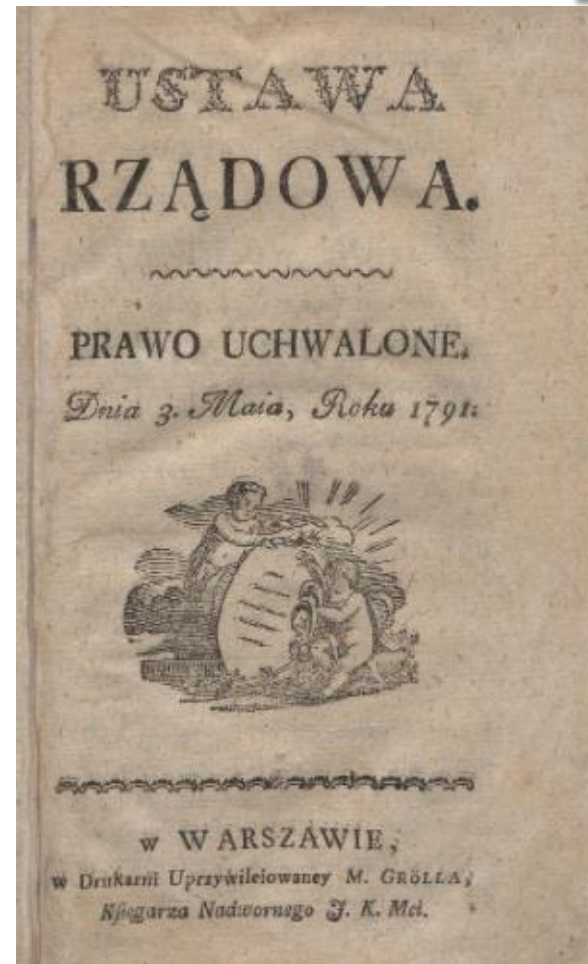 USTAWA
RZĄDOWA.
PRAWO UCHWALONE.
Dnia 3. Maia, Roku 1791.
w WARSZAWIE,
w Drukarni Uprzywileiowaney M. GRÖLLA,
Księgarza Nadwornego J. K. Mci.